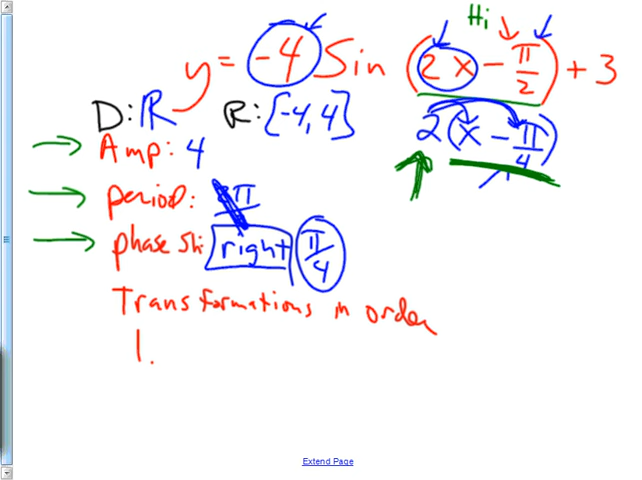 Hi
y = -4 Sin (2x - π/2) + 3
2(x - π/4)
D: ℝ R: [-4, 4]
Amp: 4
period: π
phase Shi right π/4
Transformations in order
1.
Extend Page